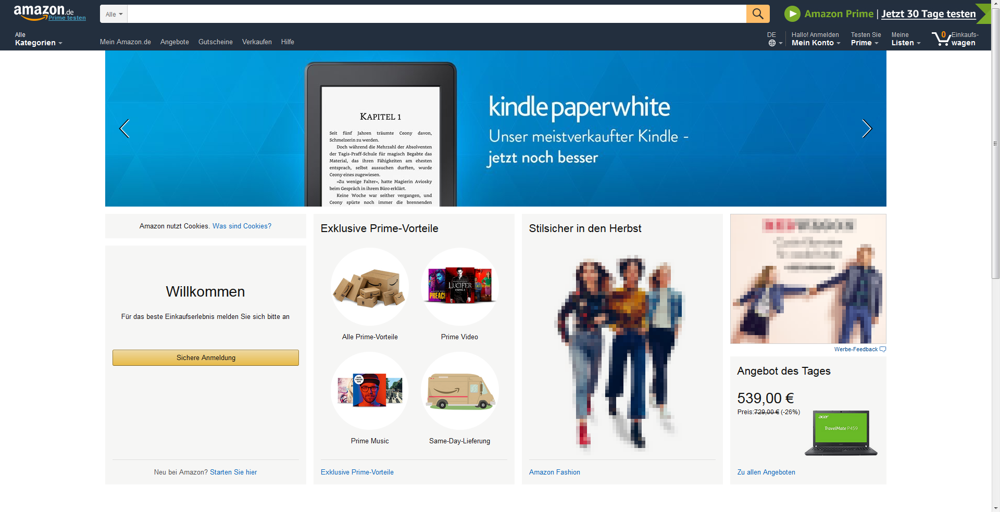 amazon.de
Prime testen
Alle
Amazon Prime | Jetzt 30 Tage testen
Alle
Kategorien
Mein Amazon.de
Angebote
Gutscheine
Verkaufen
Hilfe
DE
Hallo! Anmelden
Mein Konto
Testen Sie
Prime
Meine
Listen
0
Einkaufs-
wagen
KAPITEL 1
Seit fünf Jahren träumte Ceony davon,
Schmelzerin zu werden.
Doch während die Mehrzahl der Absolventen
der Tagis-Praff-Schule für magisch Begabte das
Material, das ihren Fähigkeiten am ehesten
entsprach, selbst aussuchen durften, wurde
Ceony eines zugewiesen.
»Zu wenige Falter«, hatte Magierin Aviosky
beim Gespräch in ihrem Büro erklärt.
Keine Woche war seither vergangen, und
Ceony spürte noch immer die brennenden
kindle paperwhite
Unser meistverkaufter Kindle -
jetzt noch besser
Amazon nutzt Cookies. Was sind Cookies?
Willkommen
Für das beste Einkaufserlebnis melden Sie sich bitte an
Sichere Anmeldung
Neu bei Amazon? Starten Sie hier
Exklusive Prime-Vorteile
PREACH
LUCIFER
STAFFEL 2
TASTROPHE
Alle Prime-Vorteile
Prime Video
MARK
FORSTER
TAPE
Prime Music
Same-Day-Lieferung
Exklusive Prime-Vorteile
Stilsicher in den Herbst
Amazon Fashion
Werbe-Feedback
Angebot des Tages
539,00 €
Preis:729,00 € (-26%)
acer
TravelMate P459
Zu allen Angeboten